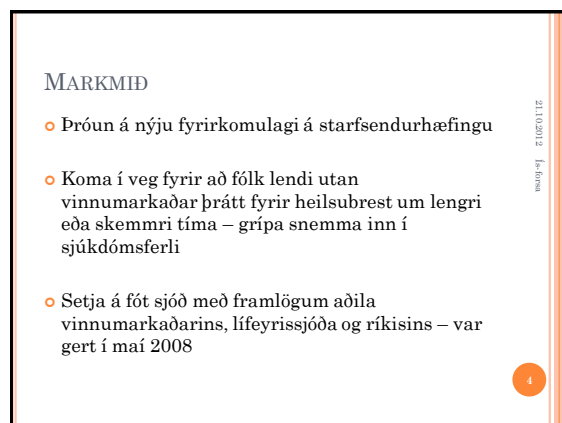 MARKMIÐ
Þróun á nýju fyrirkomulagi á starfsendurhæfingu
Koma í veg fyrir að fólk lendi utan
vinnumarkaðar þrátt fyrir heilsubrest um lengri
eða skemmri tíma – grípa snemma inn í
sjúkdómsferli
Setja á fót sjóð með framlögum aðila
vinnumarkaðarins, lífeyrissjóða og ríkisins – var
gert í maí 2008
21.10.2012 Ís-forsa
4